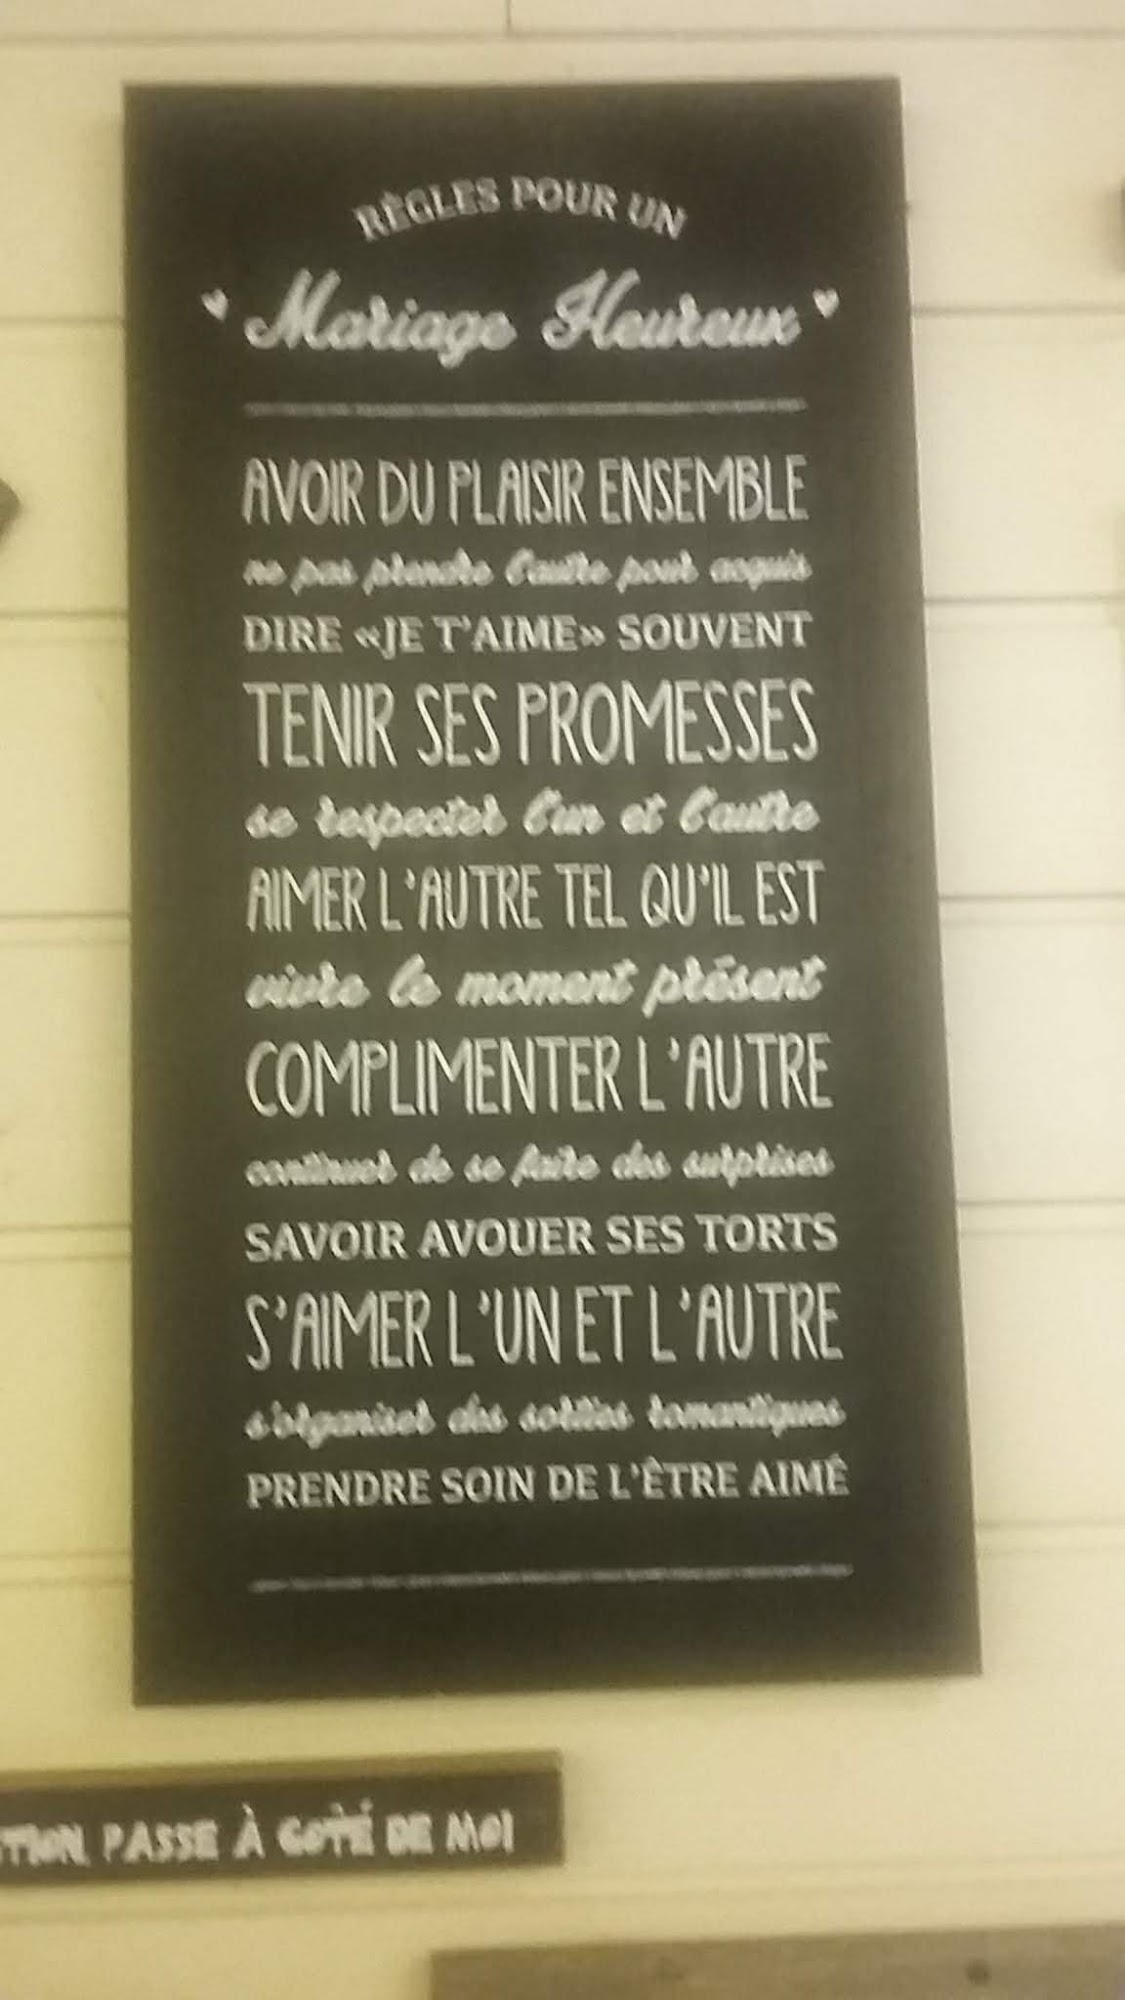 RÈGLES POUR UN
Mariage Heureux
AVOIR DU PLAISIR ENSEMBLE
ne pas prendre l'autre pour acquis
DIRE «JE T'AIME» SOUVENT
TENIR SES PROMESSES
se respecter l'un et l'autre
AIMER L'AUTRE TEL QU'IL EST
vivre le moment présent
COMPLIMENTER L'AUTRE
continuer de se faire des surprises
SAVOIR AVOUER SES TORTS
S'AIMER L'UN ET L'AUTRE
s'organiser des sorties romantiques
PRENDRE SOIN DE L'ÊTRE AIMÉ
PASSE À COTÉ DE MOI